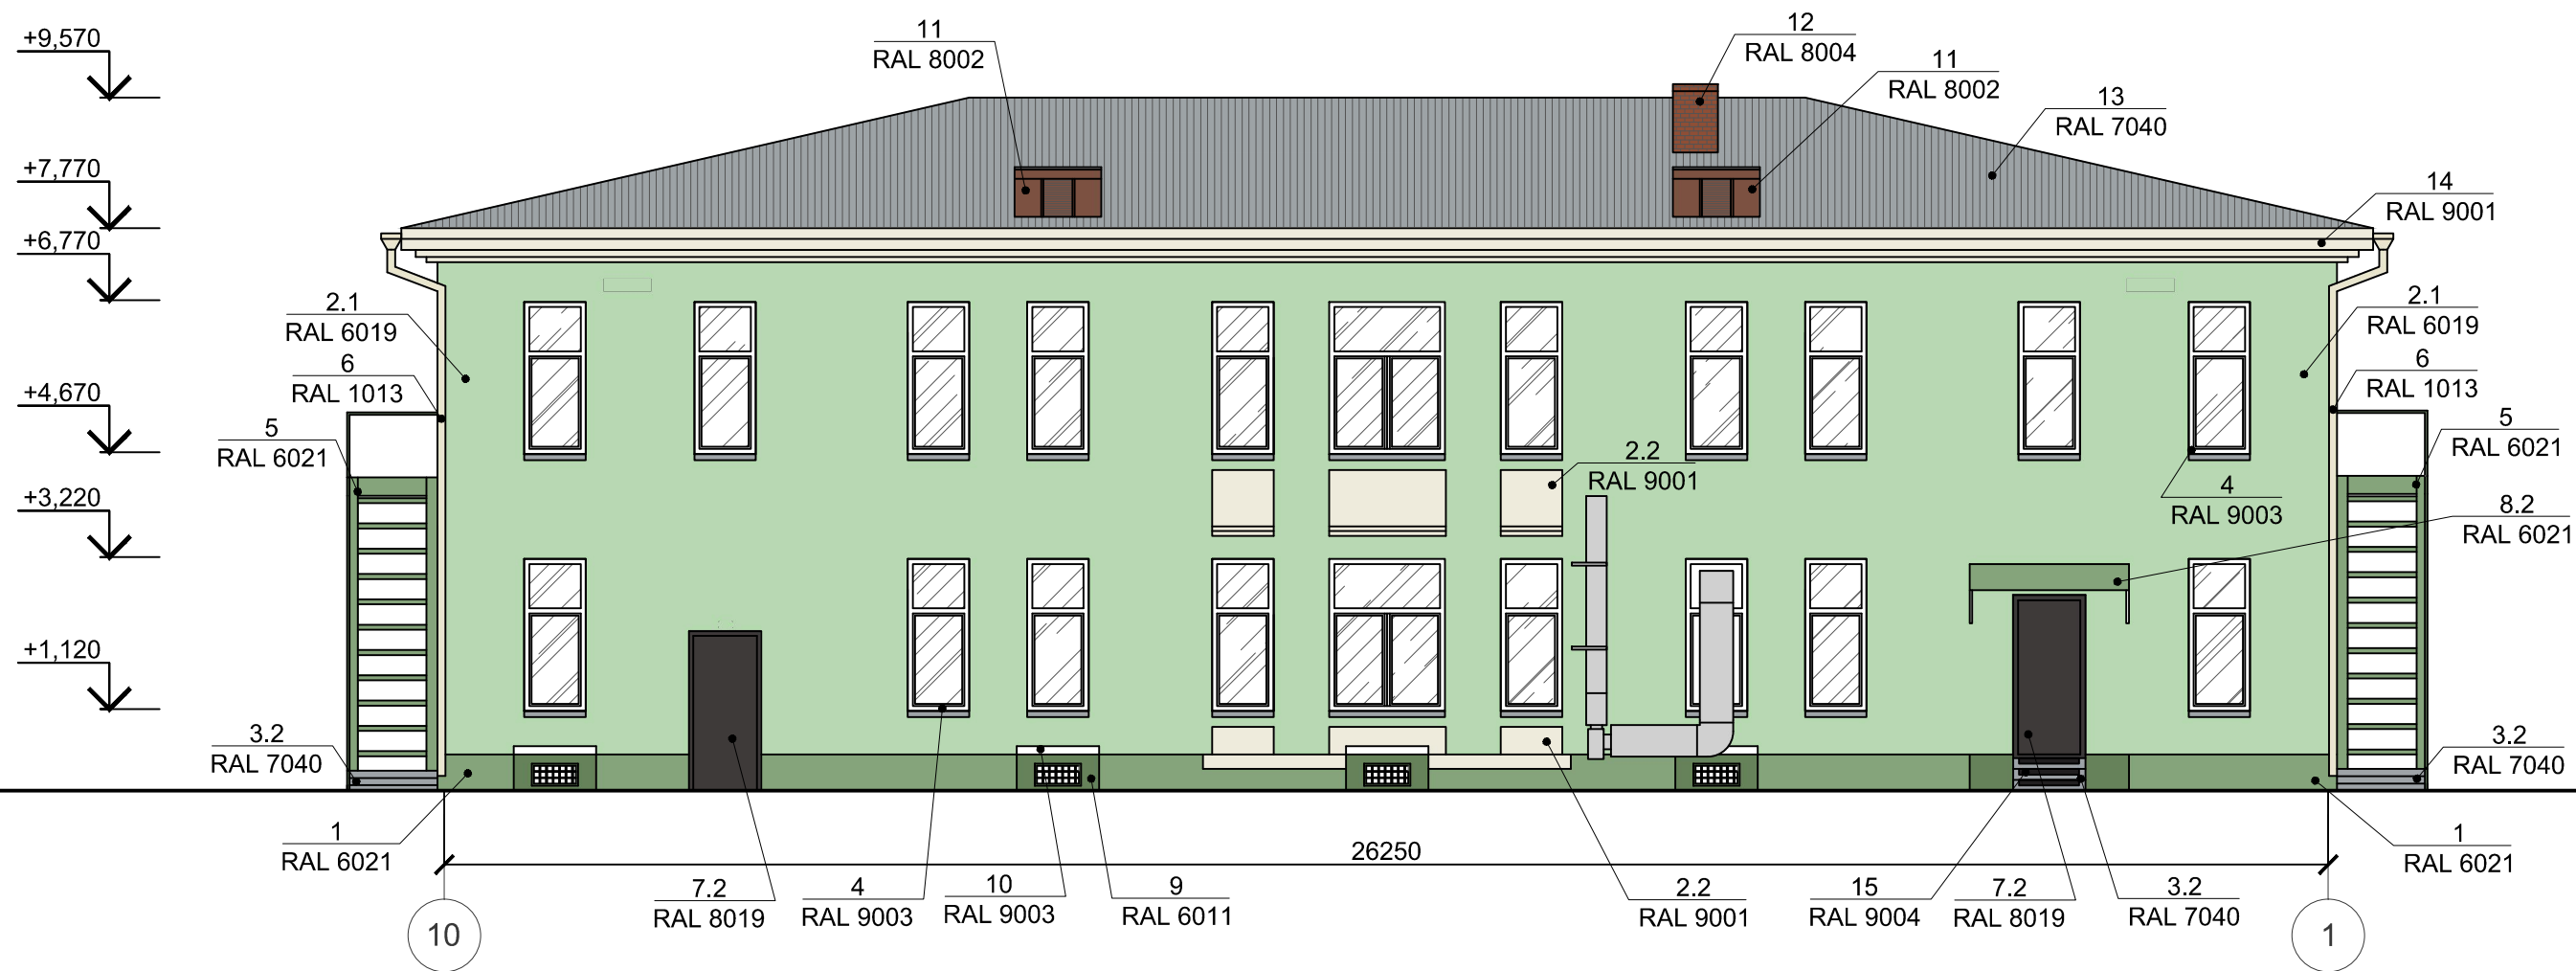 +9,570
+7,770
+6,770
+4,670
+3,220
+1,120
11
RAL 8002
12
RAL 8004
11
RAL 8002
13
RAL 7040
14
RAL 9001
2.1
RAL 6019
6
RAL 1013
5
RAL 6021
2.1
RAL 6019
6
RAL 1013
5
RAL 6021
2.2
RAL 9001
4
RAL 9003
8.2
RAL 6021
3.2
RAL 7040
3.2
RAL 7040
1
RAL 6021
26250
1
RAL 6021
7.2
RAL 8019
4
RAL 9003
10
RAL 9003
9
RAL 6011
2.2
RAL 9001
15
RAL 9004
7.2
RAL 8019
3.2
RAL 7040
10
1